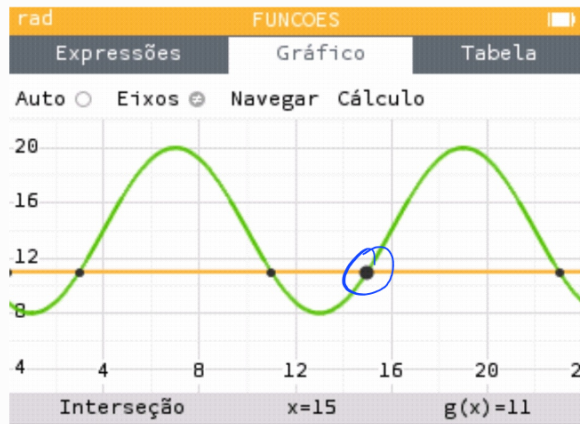 rad FUNCOES
Expressões Gráfico Tabela
Auto Eixos Navegar Cálculo
20
16
12
8
4 4 8 12 16 20 2
Interseção x=15 g(x)=11